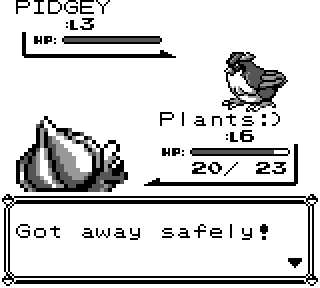 PIDGEY
:L3
HP:
Plants:)
:L6
HP:
20/ 23
Got away safely!